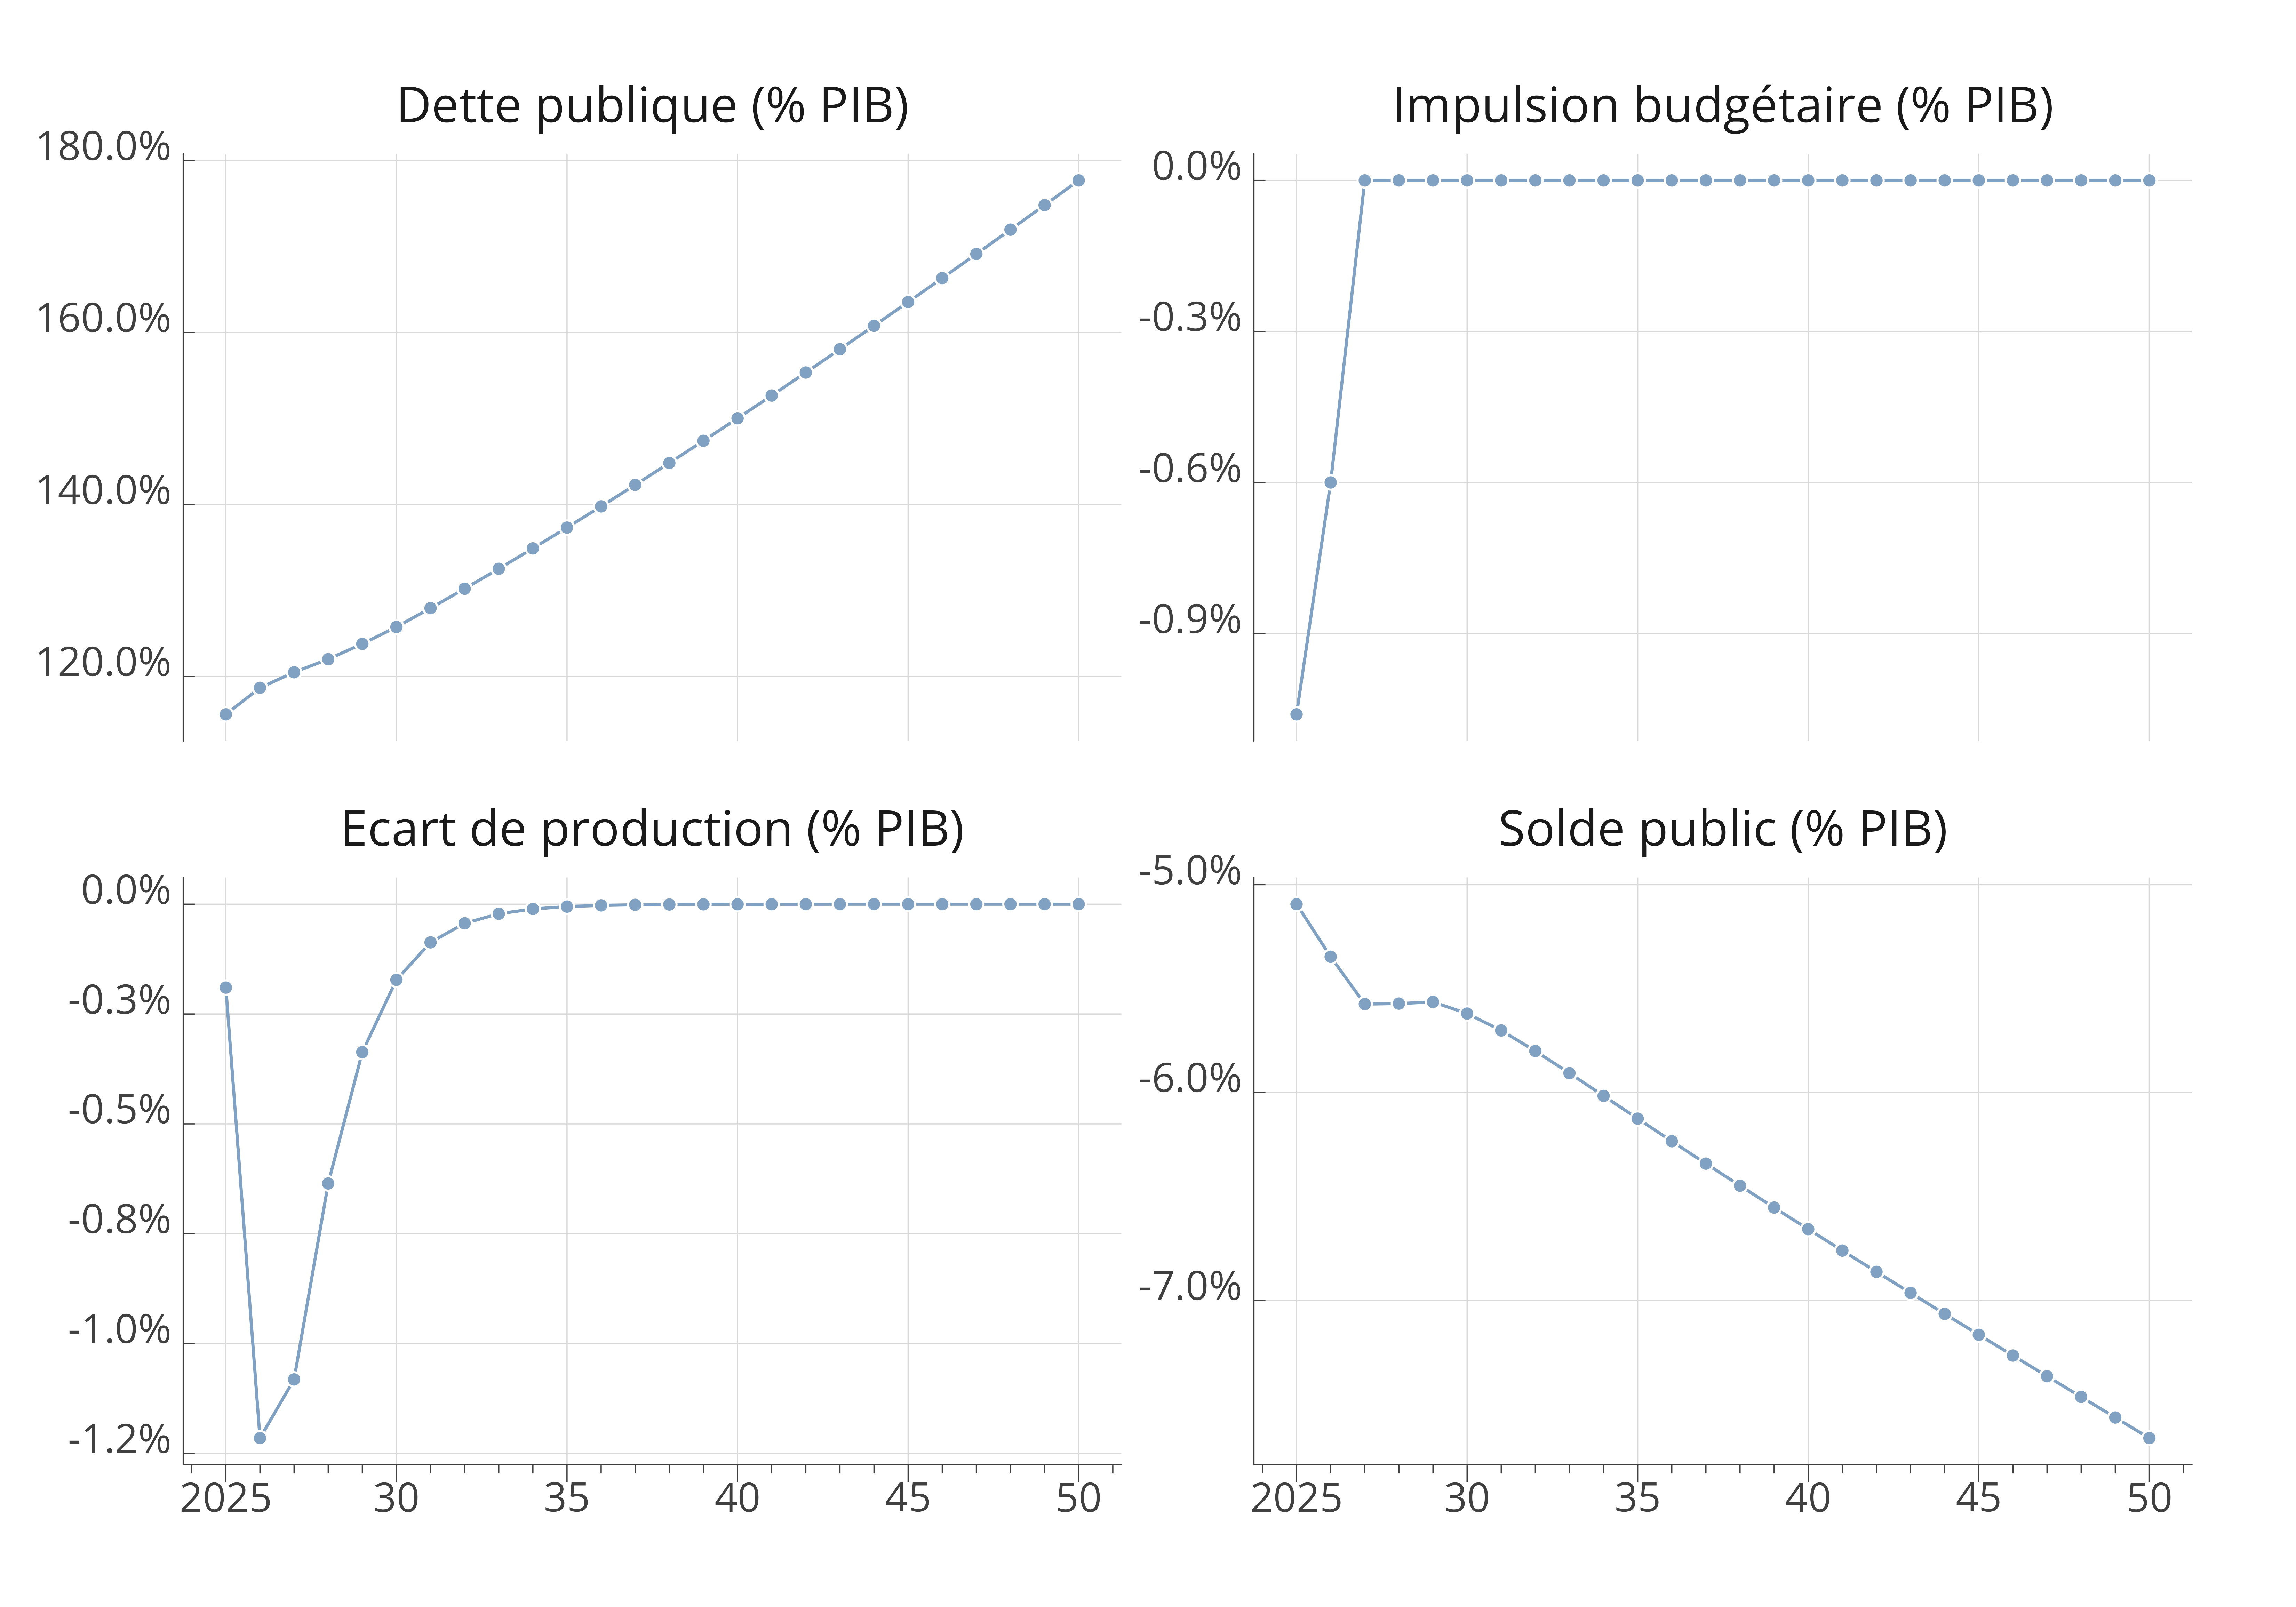 Dette publique (% PIB)
180.0%
160.0%
140.0%
120.0%
Impulsion budgétaire (% PIB)
0.0%
-0.3%
-0.6%
-0.9%
Ecart de production (% PIB)
0.0%
-0.3%
-0.5%
-0.8%
-1.0%
-1.2%
2025 30 35 40 45 50
Solde public (% PIB)
-5.0%
-6.0%
-7.0%
2025 30 35 40 45 50